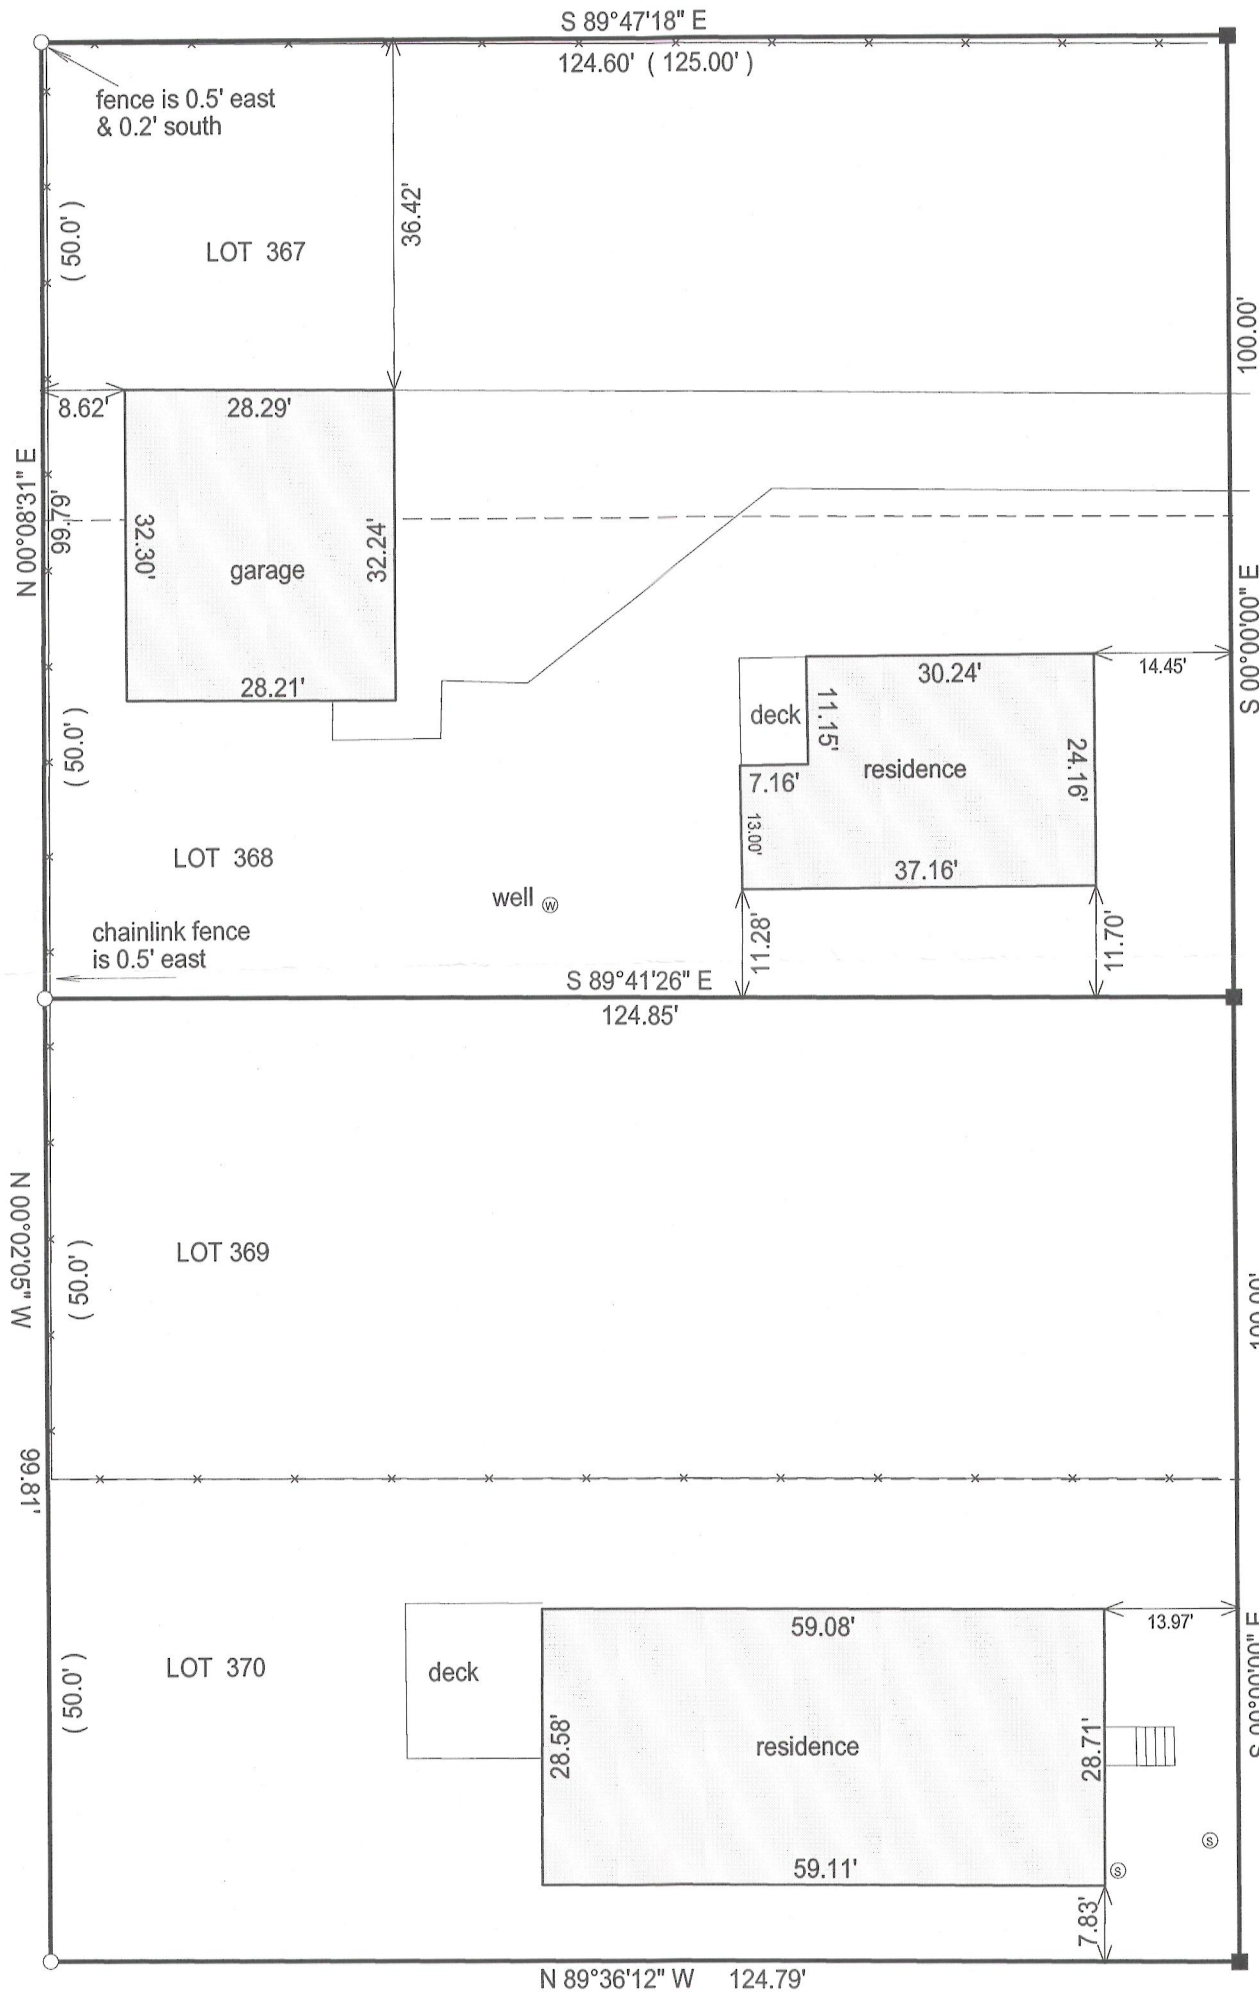 S 89°47'18" E
124.60' ( 125.00' )
fence is 0.5' east
& 0.2' south
( 50.0' )
LOT 367
36.42'
100.00'
8.62'
28.29'
N 00°08'31" E
99.79'
32.30'
garage
32.24'
28.21'
S 00°00'00" E
30.24'
14.45'
deck
11.15'
residence
24.16'
7.16'
13.00'
37.16'
( 50.0' )
LOT 368
well W
chainlink fence
is 0.5' east
11.28'
11.70'
S 89°41'26" E
124.85'
N 00°02'05" W
99.81'
( 50.0' )
LOT 369
100.00'
59.08'
13.97'
( 50.0' )
LOT 370
deck
28.58'
residence
28.71'
S 00°00'00" E
S
S
59.11'
7.83'
N 89°36'12" W 124.79'